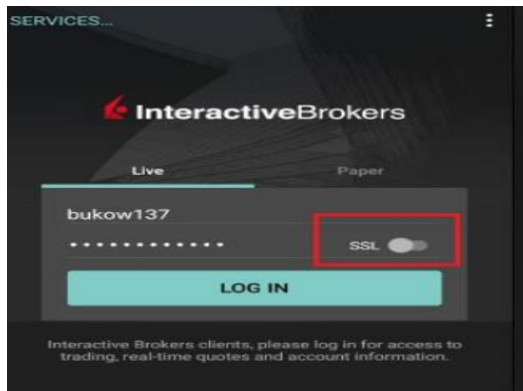 SERVICES...
InteractiveBrokers
Live Paper
bukow137
•••••••••••••
SSL
LOG IN
Interactive Brokers clients, please log in for access to
trading, real-time quotes and account information.